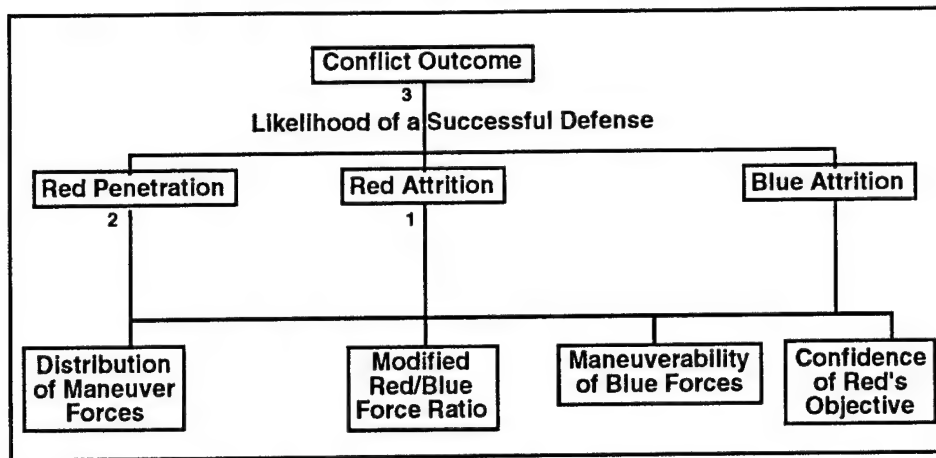 Conflict Outcome
3
Likelihood of a Successful Defense
Red Penetration
Red Attrition
Blue Attrition
2
1
Distribution
of Maneuver
Forces
Modified
Red/Blue
Force Ratio
Maneuverability
of Blue Forces
Confidence
of Red's
Objective